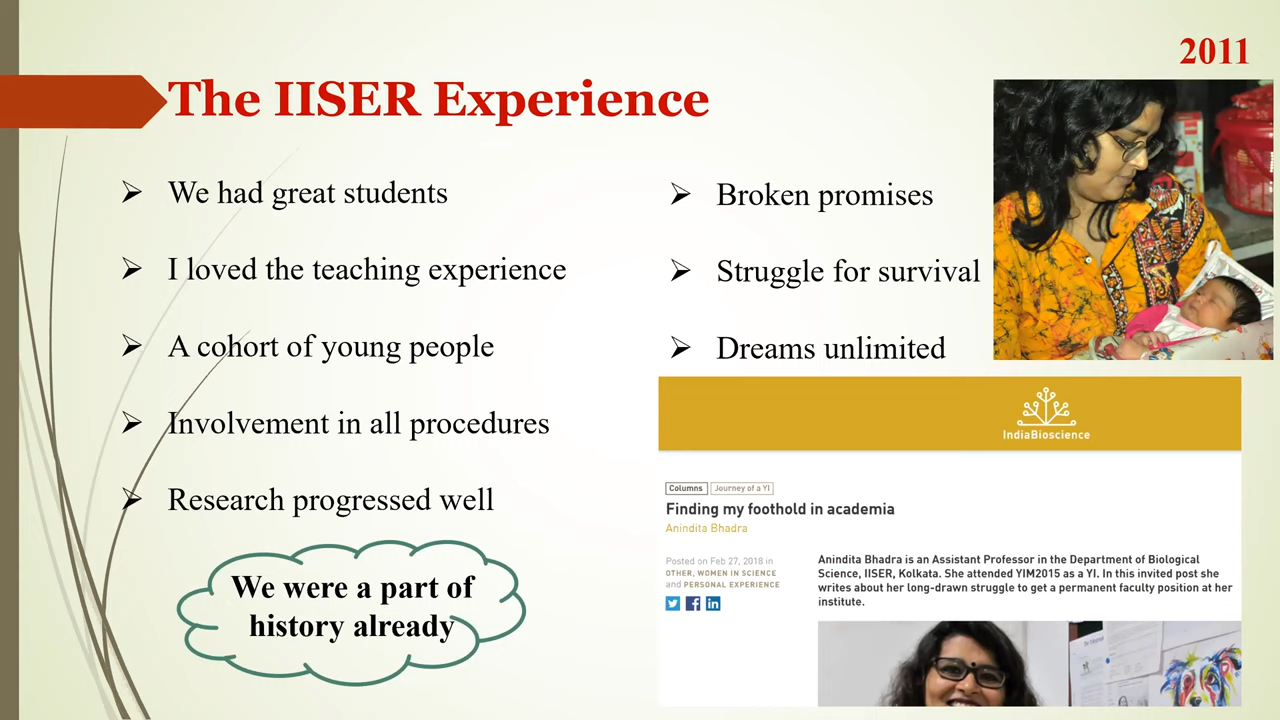 2011
The IISER Experience
We had great students
I loved the teaching experience
A cohort of young people
Involvement in all procedures
Research progressed well
We were a part of
history already
Broken promises
Struggle for survival
Dreams unlimited
IndiaBioscience
Columns Journey of a YI
Finding my foothold in academia
Anindita Bhadra
Posted on Feb 27, 2018 in
OTHER, WOMEN IN SCIENCE
and PERSONAL EXPERIENCE
Anindita Bhadra is an Assistant Professor in the Department of Biological
Science, IISER, Kolkata. She attended YIM2015 as a YI. In this invited post she
writes about her long-drawn struggle to get a permanent faculty position at her
institute.